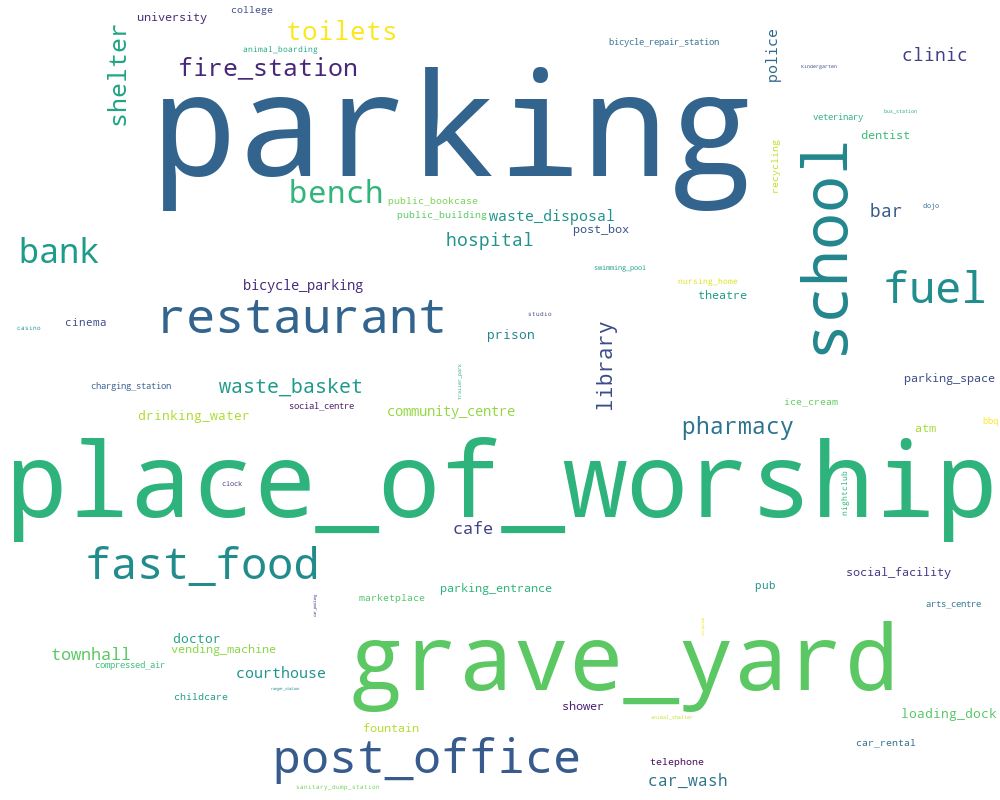 university
college
toilets
animal_boarding
bicycle_repair_station
police
clinic
shelter
fire_station
kindergarten
parking
veterinary
bus_station
dentist
recycling
school
bench
public_bookcase
public_building
waste_disposal
post_box
bar
dojo
hospital
bank
swimming_pool
nursing_home
theatre
fuel
bicycle_parking
restaurant
casino
cinema
studio
prison
library
charging_station
waste_basket
trailer_park
parking_space
social_centre
drinking_water
community_centre
ice_cream
pharmacy
atm
bbq
place_of_worship
clock
nightclub
cafe
fast_food
social_facility
parking_entrance
pub
marketplace
arts_centre
doctor
townhall
vending_machine
compressed_air
courthouse
grave_yard
ranger_station
childcare
shower
animal_shelter
loading_dock
fountain
post_office
car_rental
telephone
car_wash
sanitary_dump_station